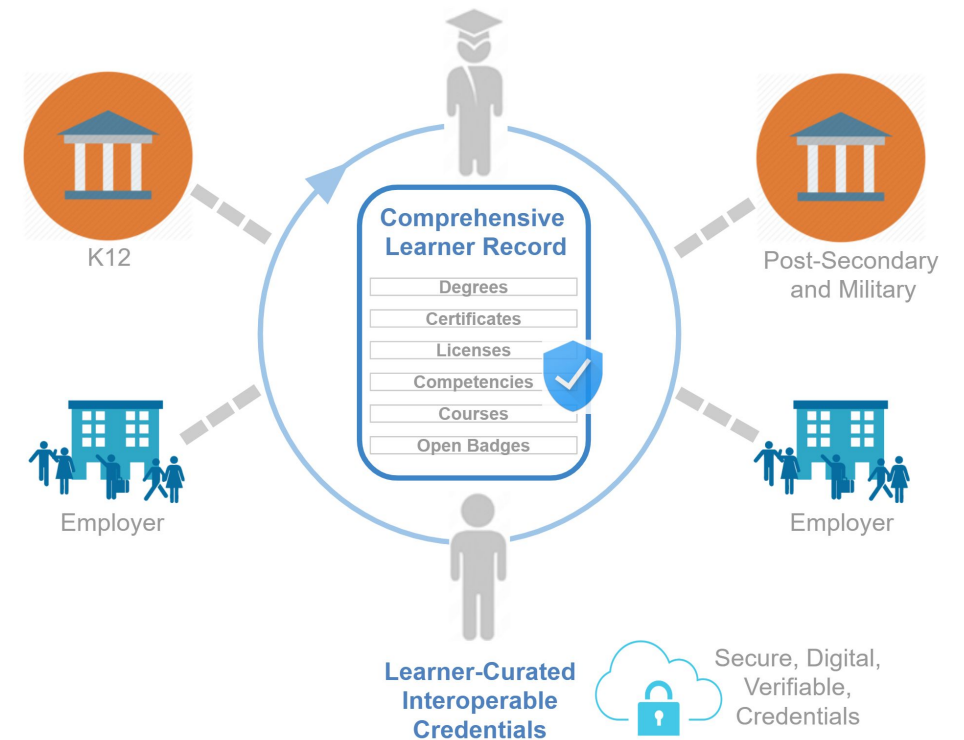 Comprehensive
Learner Record
Degrees
Certificates
Licenses
Competencies
Courses
Open Badges
K12
Post-Secondary
and Military
Employer
Employer
Learner-Curated
Interoperable
Credentials
Secure, Digital,
Verifiable,
Credentials